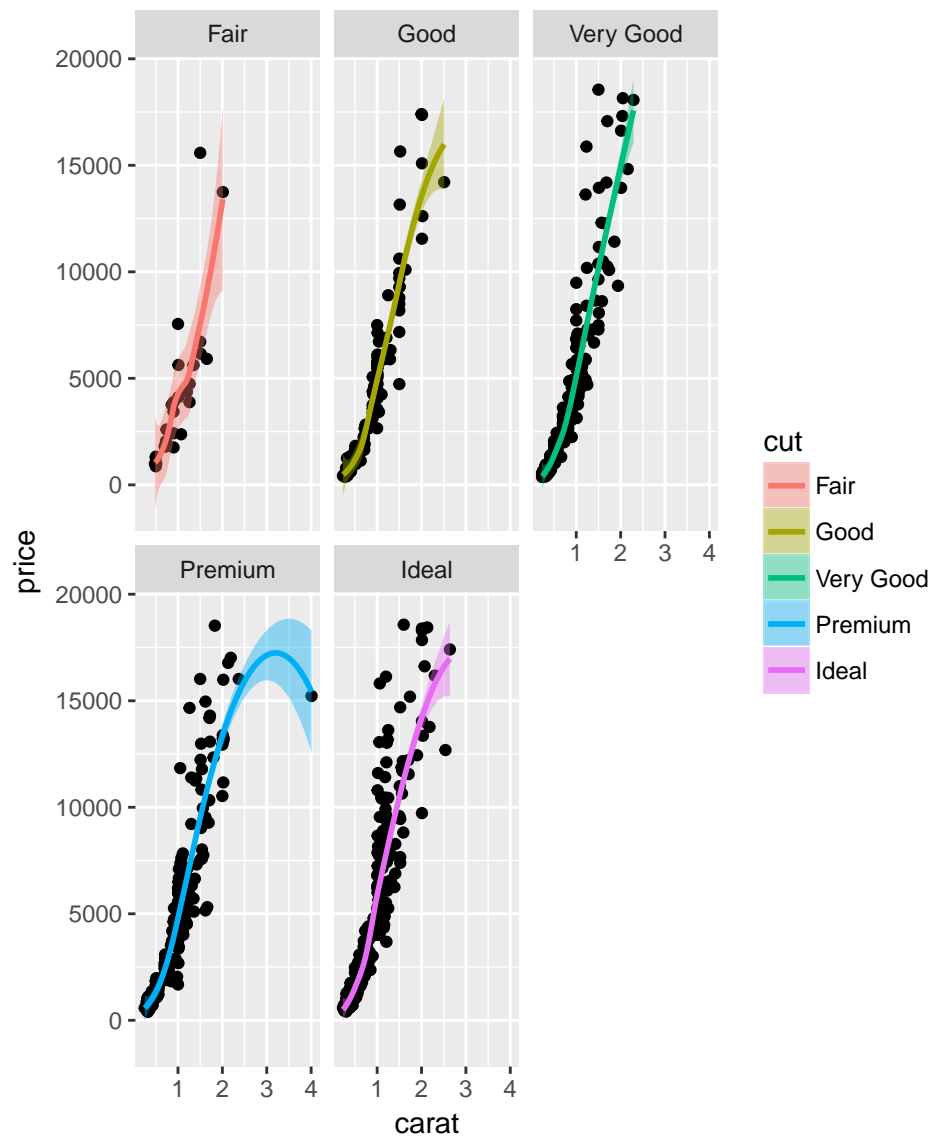 Fair Good Very Good
20000
15000
10000
5000
0
1 2 3 4
price
Premium Ideal
20000
15000
10000
5000
0
1 2 3 4 1 2 3 4
carat
cut
Fair
Good
Very Good
Premium
Ideal